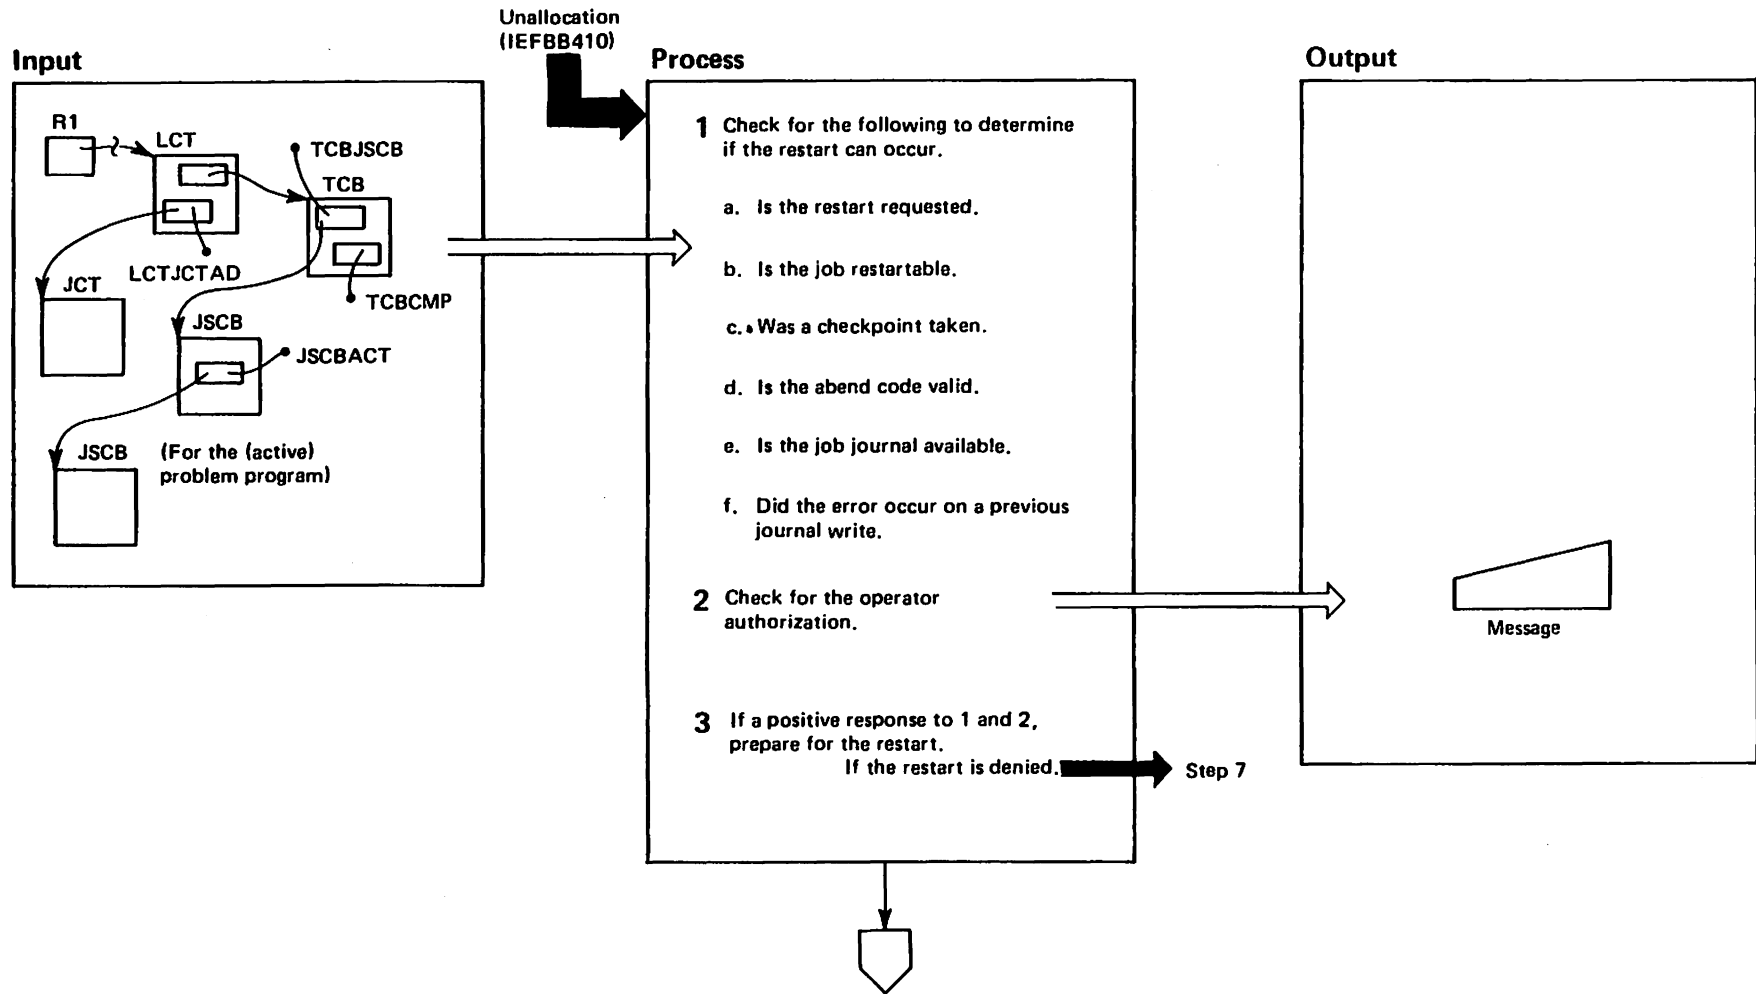 Unallocation
(IEFBB410)
Input
Process
Output
R1
LCT
TCBJSCB
TCB
LCTJCTAD
TCBCMP
JCT
JSCB
JSCBACT
JSCB
(For the (active)
problem program)
1 Check for the following to determine
if the restart can occur.
a. Is the restart requested.
b. Is the job restartable.
c. Was a checkpoint taken.
d. Is the abend code valid.
e. Is the job journal available.
f. Did the error occur on a previous
journal write.
2 Check for the operator
authorization.
Message
3 If a positive response to 1 and 2,
prepare for the restart.
If the restart is denied.
Step 7